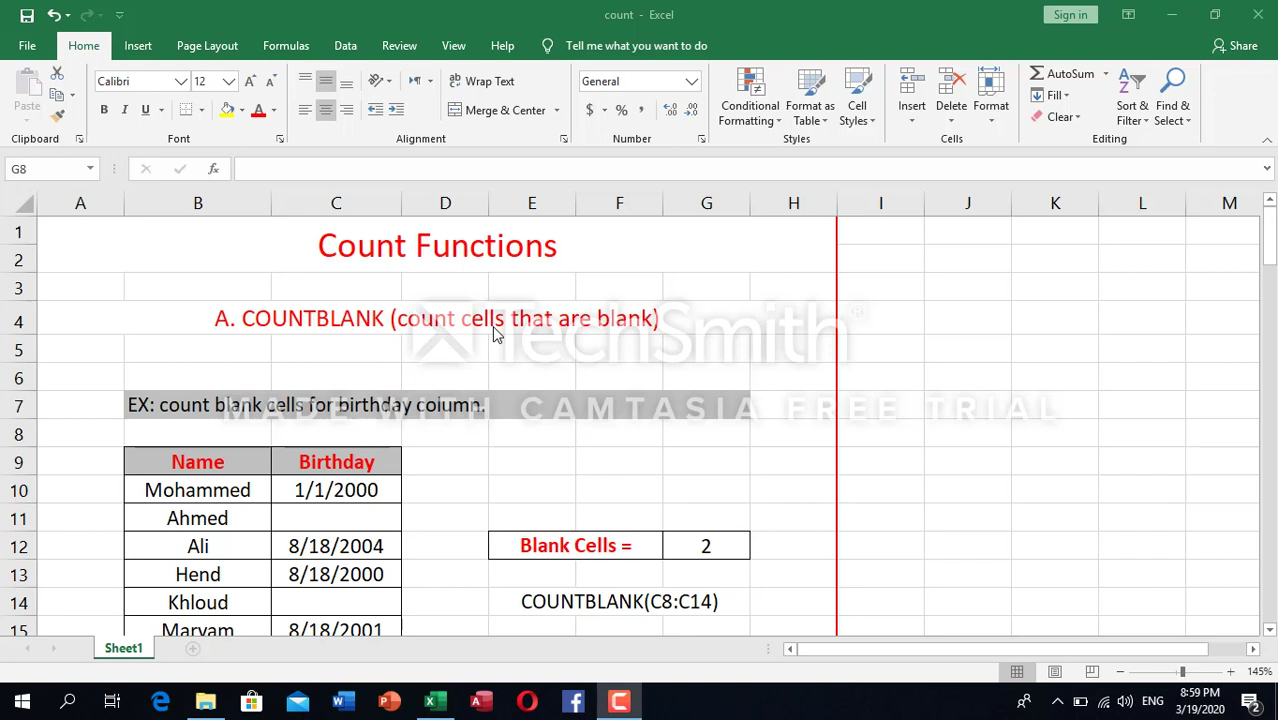 count - Excel
Sign in
File Home Insert Page Layout Formulas Data Review View Help Tell me what you want to do Share
Calibri 12 Wrap Text General AutoSum
Paste Merge & Center Conditional Formatting Format as Table Cell Styles Insert Delete Format Fill Sort & Filter Find & Select
B I U A $ % , Clear
Clipboard Font Alignment Number Styles Cells Editing
G8 fx
A B C D E F G H I J K L M
1
Count Functions
2
3
4 A. COUNTBLANK (count cells that are blank)
TechSmith®
5
6
7 EX: count blank cells for birthday column.
MADE WITH CAMTASIA FREE TRIAL
8
9 Name Birthday
10 Mohammed 1/1/2000
11 Ahmed
12 Ali 8/18/2004 Blank Cells = 2
13 Hend 8/18/2000
14 Khloud COUNTBLANK(C8:C14)
15 Maryam 8/18/2001
Sheet1
145%
ENG 8:59 PM
3/19/2020 2